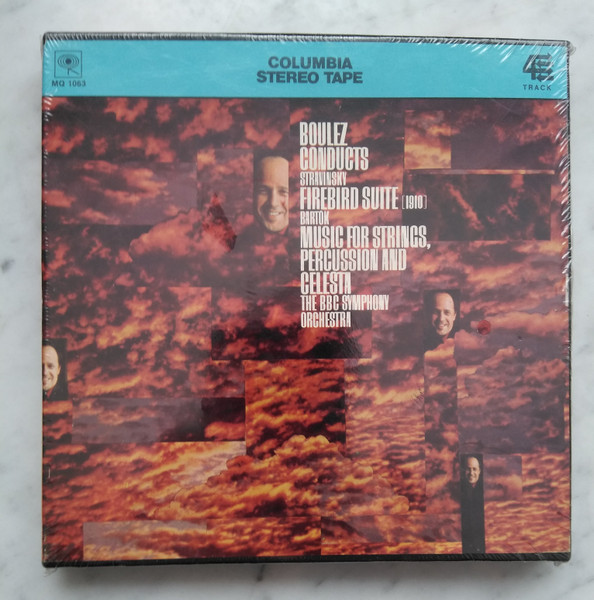 COLUMBIA
STEREO TAPE
MQ 1063
4
TRACK
BOULEZ
CONDUCTS
STRAVINSKY
FIREBIRD SUITE [1910]
BARTÓK
MUSIC FOR STRINGS,
PERCUSSION AND
CELESTA
THE BBC SYMPHONY
ORCHESTRA